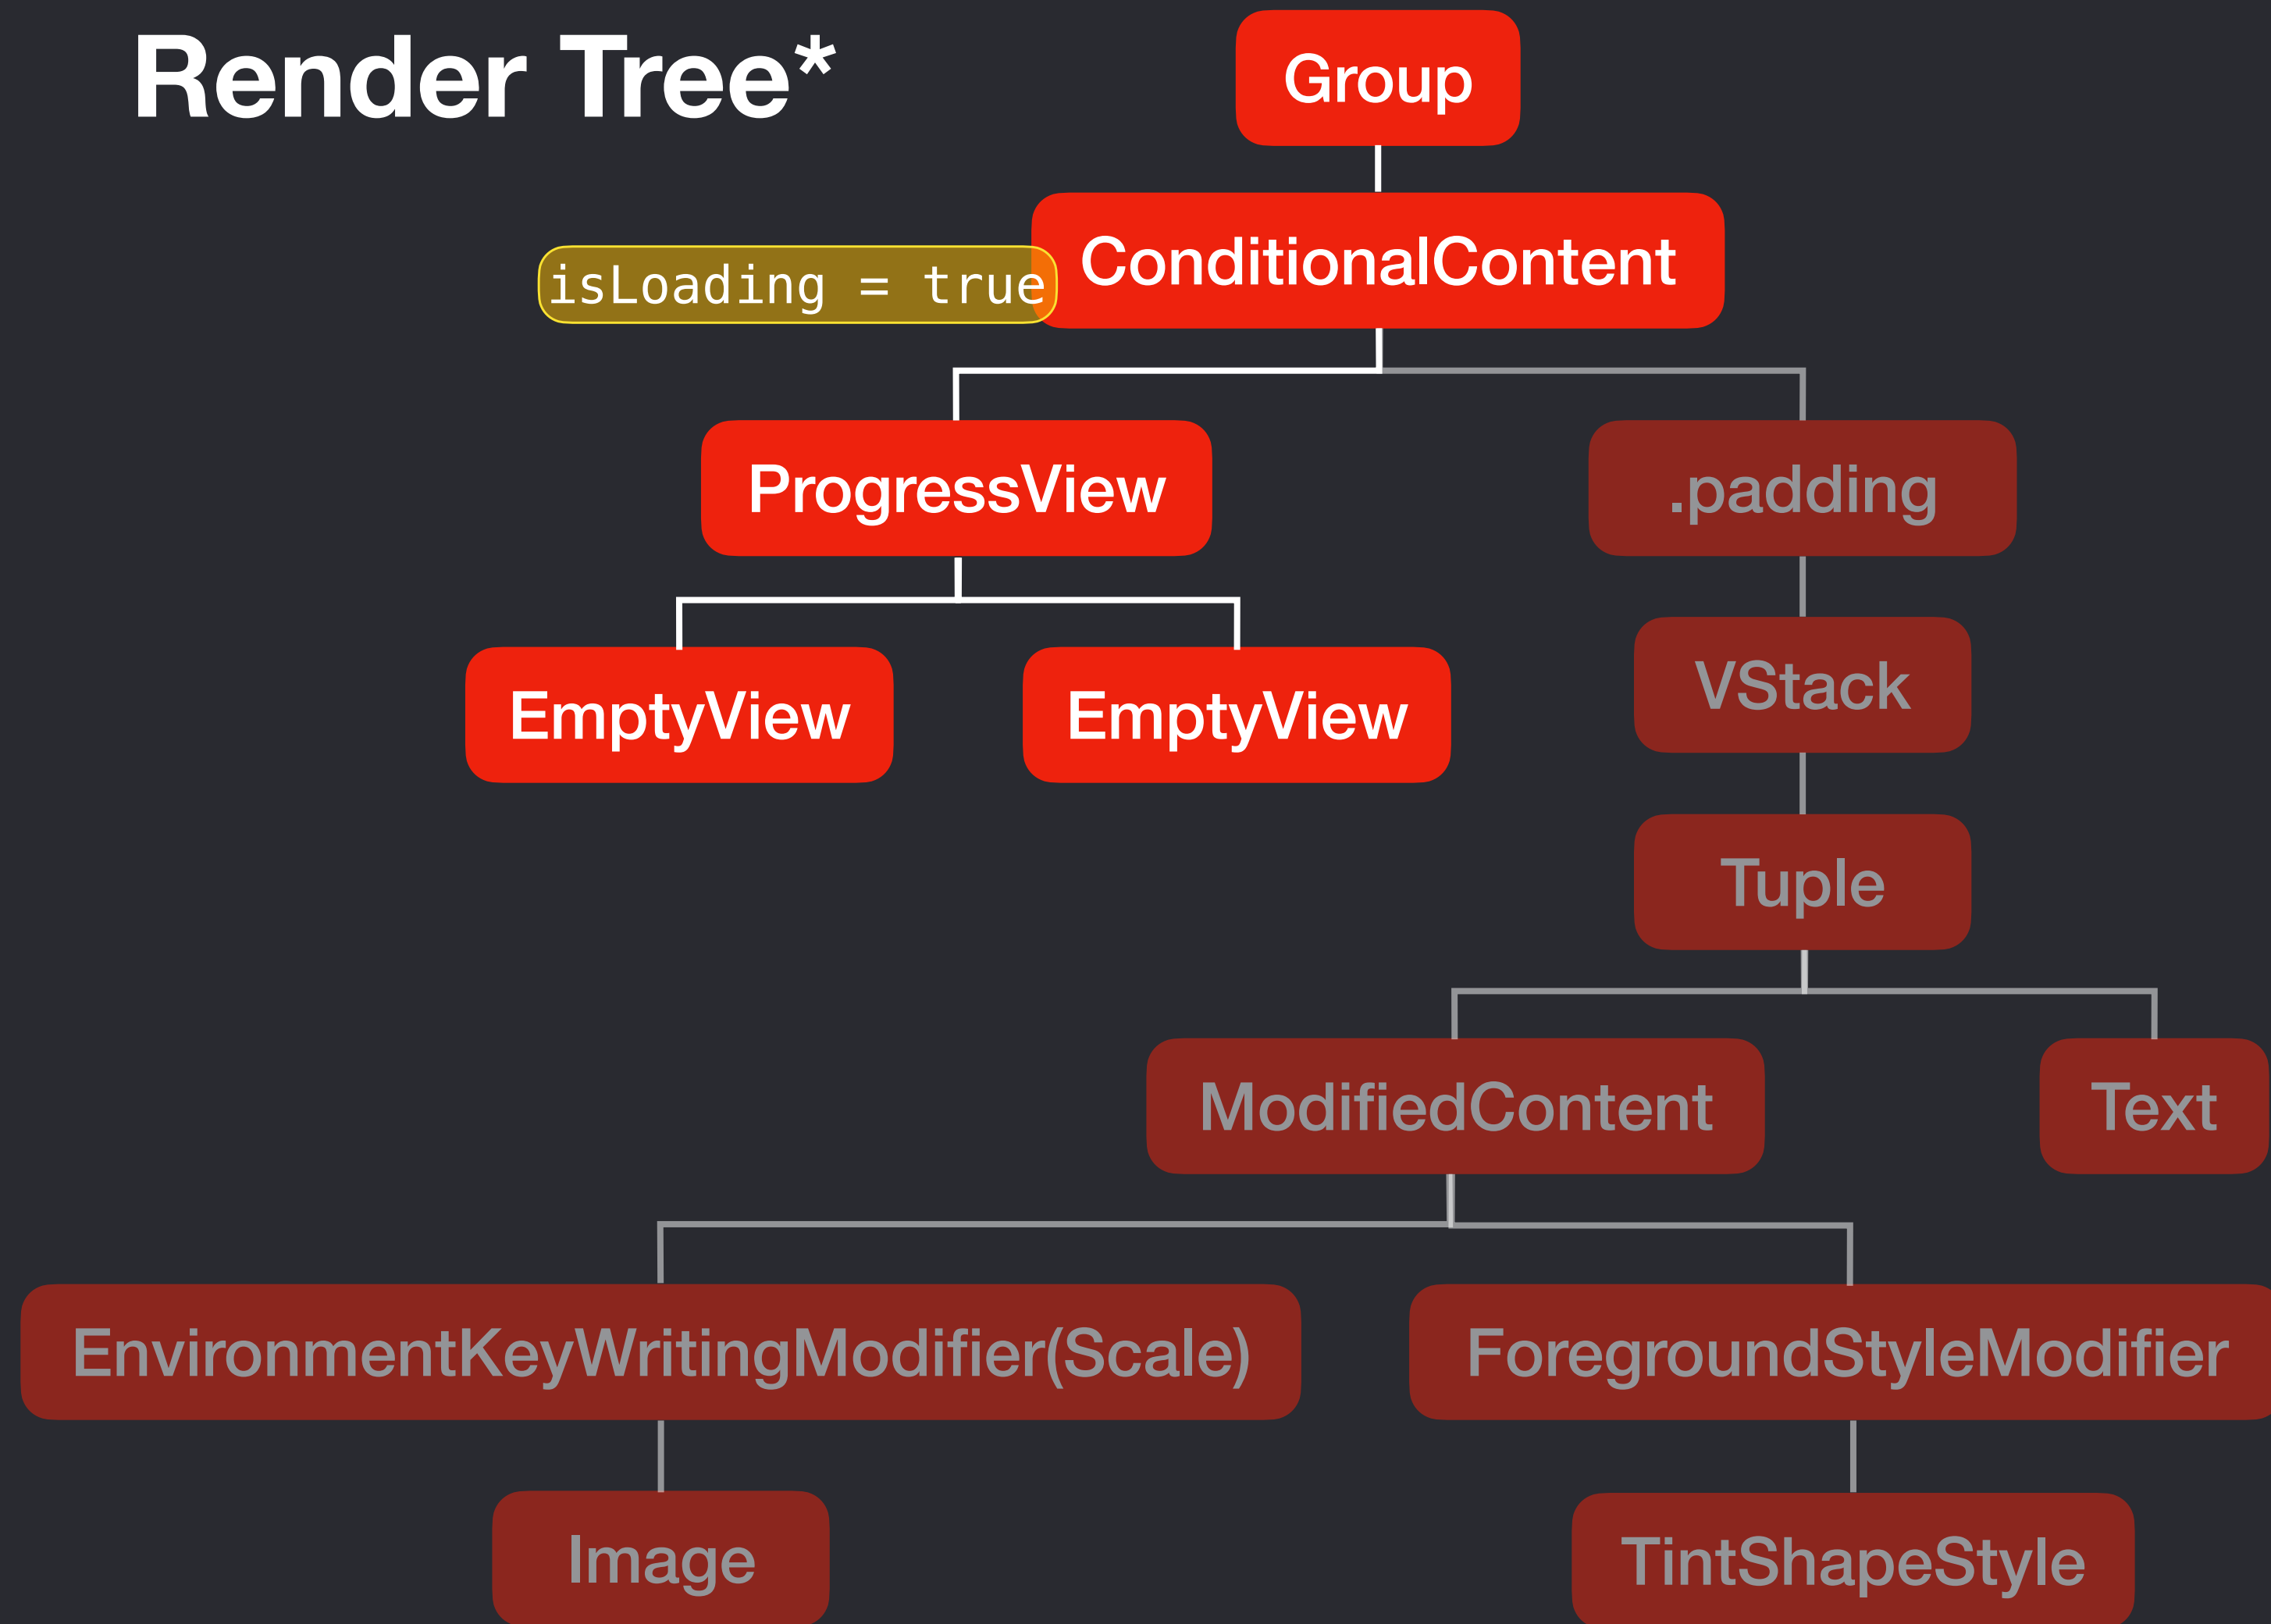 Render Tree*
Group
ConditionalContent
isLoading = true
ProgressView
.padding
EmptyView
EmptyView
VStack
Tuple
ModifiedContent
Text
EnvironmentKeyWritingModifier(Scale)
ForegroundStyleModifier
Image
TintShapeStyle